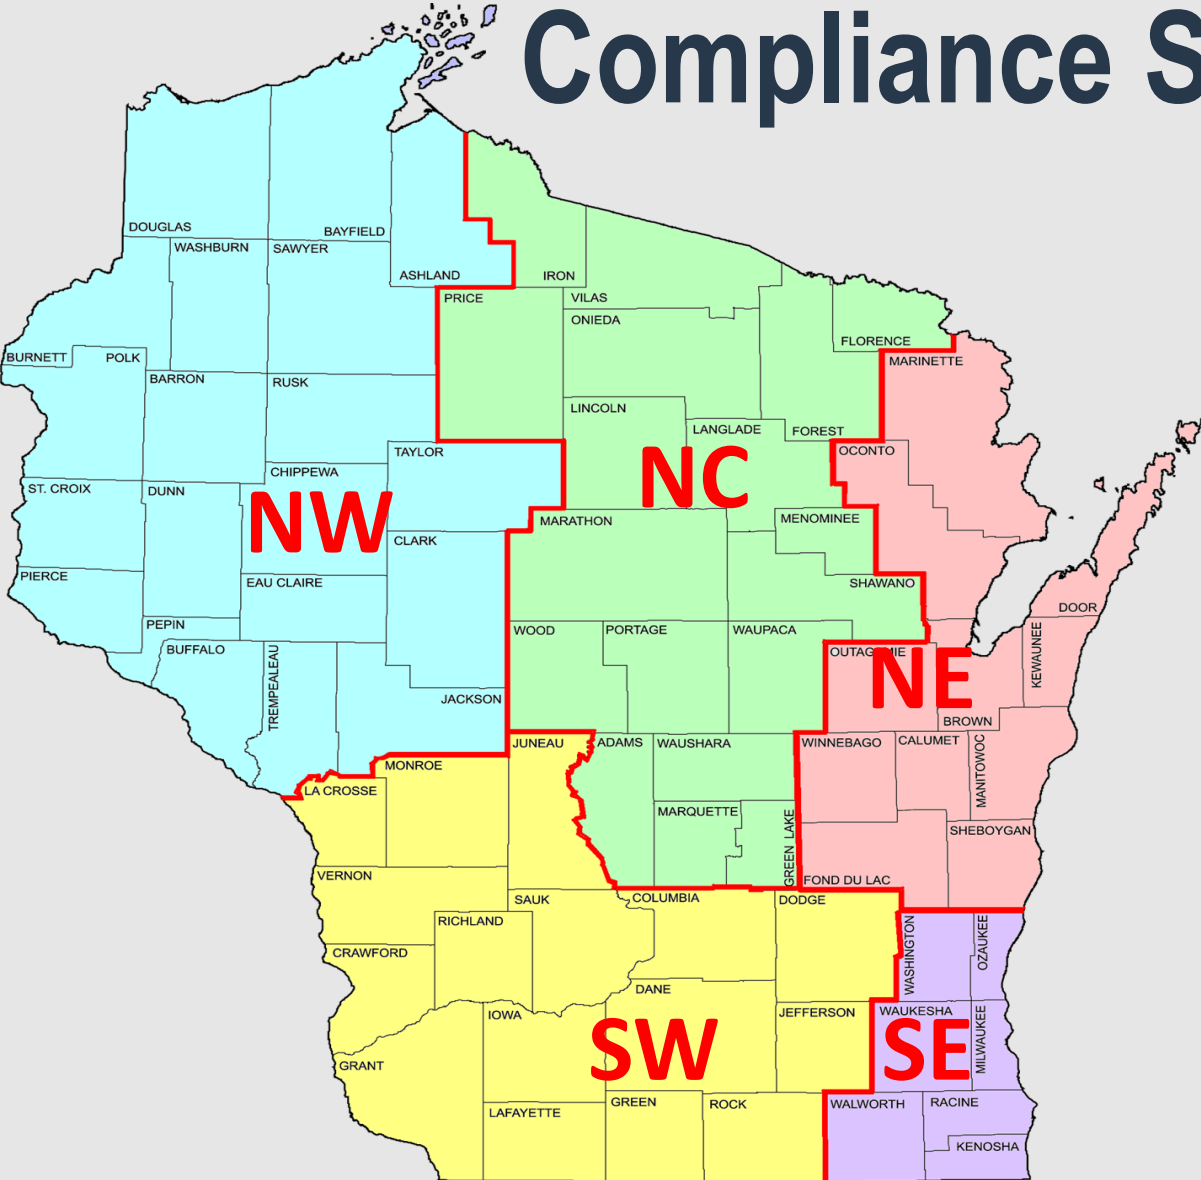 Compliance S
DOUGLAS
BAYFIELD
WASHBURN
SAWYER
ASHLAND
IRON
PRICE
VILAS
ONIEDA
FLORENCE
BURNETT
POLK
MARINETTE
BARRON
RUSK
LINCOLN
LANGLADE
FOREST
TAYLOR
OCONTO
CHIPPEWA
NC
ST. CROIX
DUNN
NW
MARATHON
MENOMINEE
CLARK
PIERCE
EAU CLAIRE
SHAWANO
DOOR
PEPIN
WOOD
PORTAGE
WAUPACA
BUFFALO
TREMPEALEAU
OUTAGAMIE
NE
KEWAUNEE
JACKSON
BROWN
JUNEAU
ADAMS
WAUSHARA
WINNEBAGO
CALUMET
MANITOWOC
MONROE
LA CROSSE
MARQUETTE
GREEN LAKE
SHEBOYGAN
VERNON
FOND DU LAC
SAUK
COLUMBIA
DODGE
RICHLAND
WASHINGTON
OZAUKEE
CRAWFORD
DANE
IOWA
JEFFERSON
WAUKESHA
MILWAUKEE
SW
SE
GRANT
LAFAYETTE
GREEN
ROCK
WALWORTH
RACINE
KENOSHA